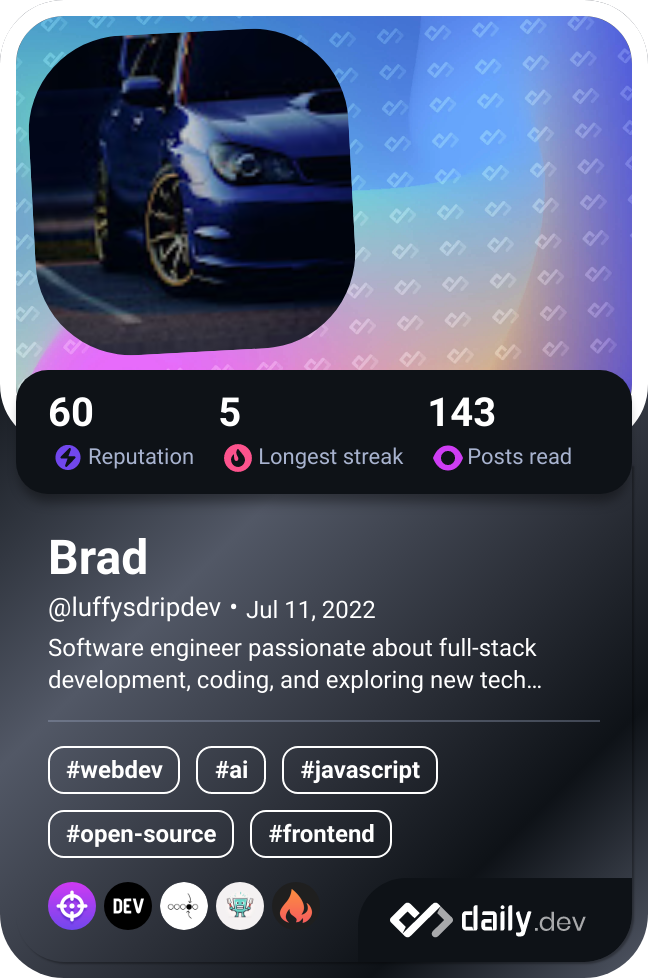 60 5 143
Reputation Longest streak Posts read
Brad
@luffysdripdev • Jul 11, 2022
Software engineer passionate about full-stack
development, coding, and exploring new tech...
#webdev #ai #javascript
#open-source #frontend
DEV daily.dev